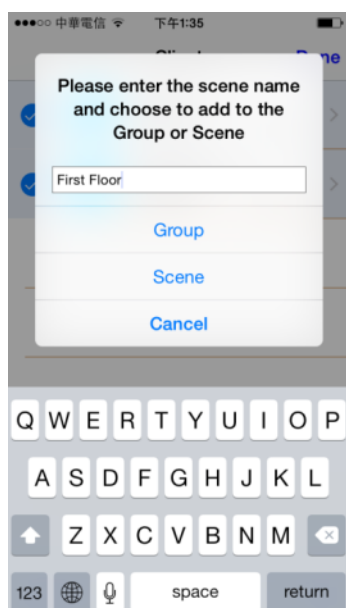 中華電信 下午1:35
Please enter the scene name
and choose to add to the
Group or Scene
First Floor
Group
Scene
Cancel
Q W E R T Y U I O P
A S D F G H J K L
Z X C V B N M
123 space return